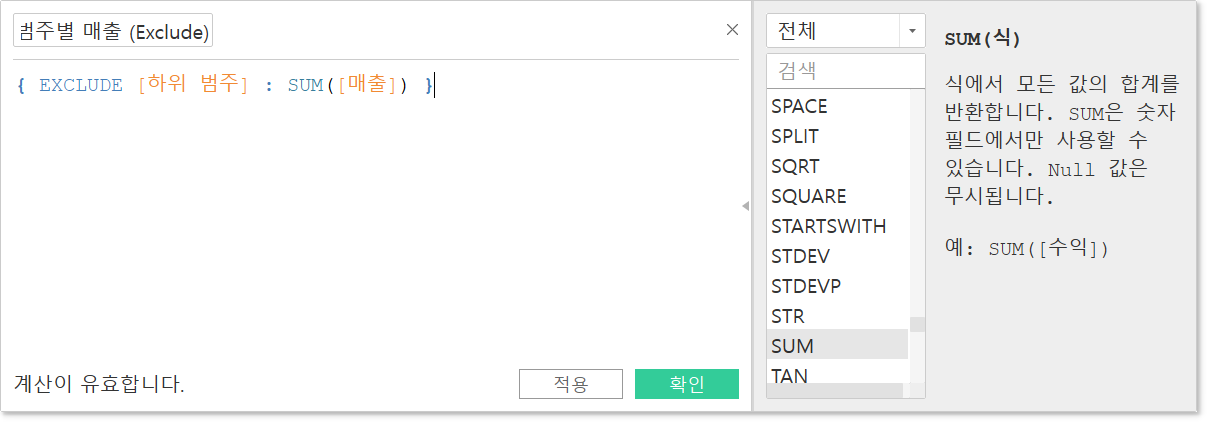 범주별 매출 (Exclude)
{ EXCLUDE [하위 범주] : SUM([매출]) }
계산이 유효합니다.
적용
확인
전체
검색
SPACE
SPLIT
SQRT
SQUARE
STARTSWITH
STDEV
STDEVP
STR
SUM
TAN
SUM(식)
식에서 모든 값의 합계를
반환합니다. SUM은 숫자
필드에서만 사용할 수
있습니다. Null 값은
무시됩니다.
예: SUM([수익])